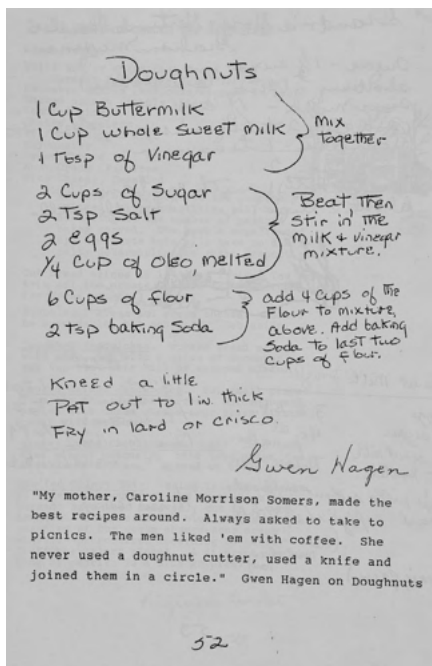 Doughnuts
1 Cup Buttermilk
1 Cup whole sweet milk
1 Tbsp of Vinegar
mix
together
2 Cups of Sugar
2 Tsp Salt
2 eggs
1/4 Cup of Oleo, melted
Beat Then
stir in the
milk + vinegar
mixture.
6 Cups of flour
2 tsp baking Soda
add 4 cups of the
Flour to mixture,
above. Add baking
Soda to last two
Cups of flour.
Kneed a little
PAT out to 1 in. thick
FRY in lard or crisco.
Gwen Hagen
"My mother, Caroline Morrison Somers, made the
best recipes around. Always asked to take to
picnics. The men liked 'em with coffee. She
never used a doughnut cutter, used a knife and
joined them in a circle." Gwen Hagen on Doughnuts
52